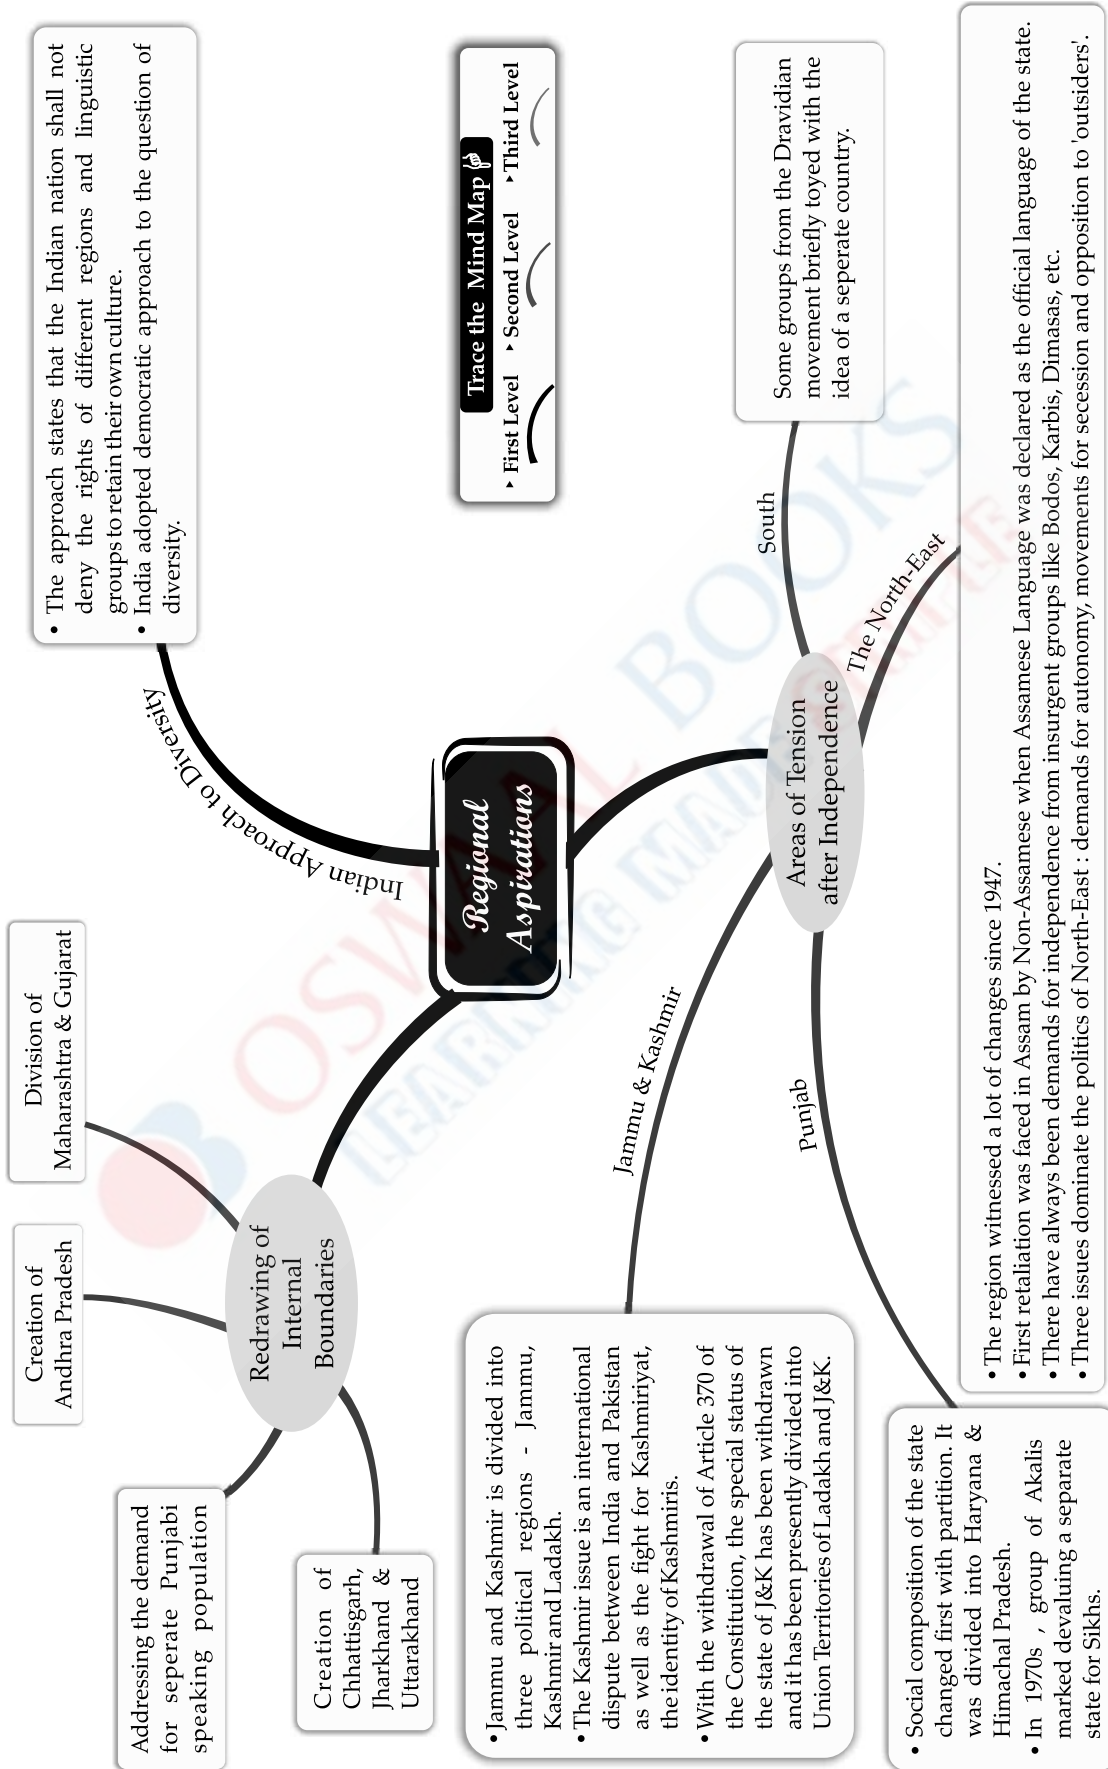 Regional
Aspirations
Indian Approach to Diversity
• The approach states that the Indian nation shall not
deny the rights of different regions and linguistic
groups to retain their own culture.
• India adopted democratic approach to the question of
diversity.
Trace the Mind Map
First Level
Second Level
Third Level
Redrawing of
Internal
Boundaries
Division of
Maharashtra & Gujarat
Creation of
Andhra Pradesh
Addressing the demand
for seperate Punjabi
speaking population
Creation of
Chhattisgarh,
Jharkhand &
Uttarakhand
Areas of Tension
after Independence
Jammu & Kashmir
• Jammu and Kashmir is divided into
three political regions - Jammu,
Kashmir and Ladakh.
• The Kashmir issue is an international
dispute between India and Pakistan
as well as the fight for Kashmiriyat,
the identity of Kashmiris.
• With the withdrawal of Article 370 of
the Constitution, the special status of
the state of J&K has been withdrawn
and it has been presently divided into
Union Territories of Ladakh and J&K.
Punjab
• Social composition of the state
changed first with partition. It
was divided into Haryana &
Himachal Pradesh.
• In 1970s , group of Akalis
marked devaluing a separate
state for Sikhs.
South
Some groups from the Dravidian
movement briefly toyed with the
idea of a seperate country.
The North-East
• The region witnessed a lot of changes since 1947.
• First retaliation was faced in Assam by Non-Assamese when Assamese Language was declared as the official language of the state.
• There have always been demands for independence from insurgent groups like Bodos, Karbis, Dimasas, etc.
• Three issues dominate the politics of North-East : demands for autonomy, movements for secession and opposition to 'outsiders'.
OSWAAL BOOKS
LEARNING MADE SIMPLE